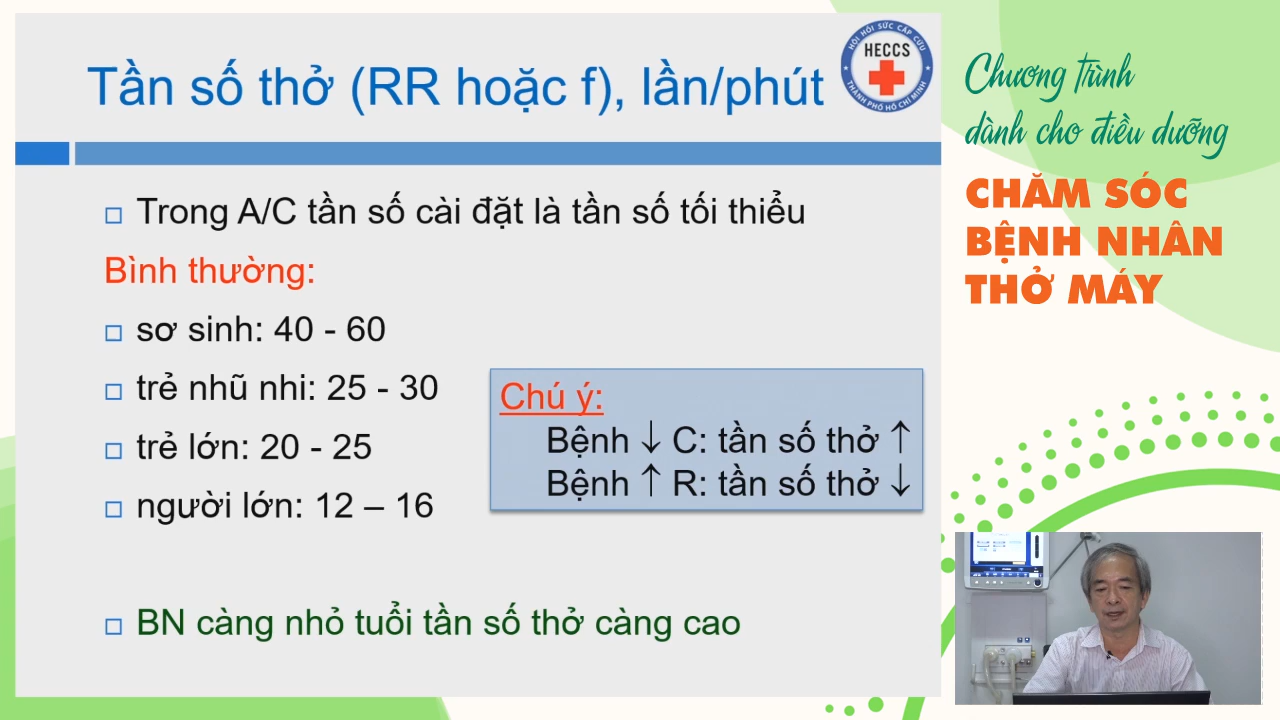 Tần số thở (RR hoặc f), lần/phút
HỘI HỒI SỨC CẤP CỨU
HECCS
THÀNH PHỐ HỒ CHÍ MINH
Trong A/C tần số cài đặt là tần số tối thiểu
Bình thường:
sơ sinh: 40 - 60
trẻ nhũ nhi: 25 - 30
trẻ lớn: 20 - 25
người lớn: 12 – 16
Chú ý:
Bệnh ↓ C: tần số thở ↑
Bệnh ↑ R: tần số thở ↓
BN càng nhỏ tuổi tần số thở càng cao
Chương trình
dành cho điều dưỡng
CHĂM SÓC
BỆNH NHÂN
THỞ MÁY